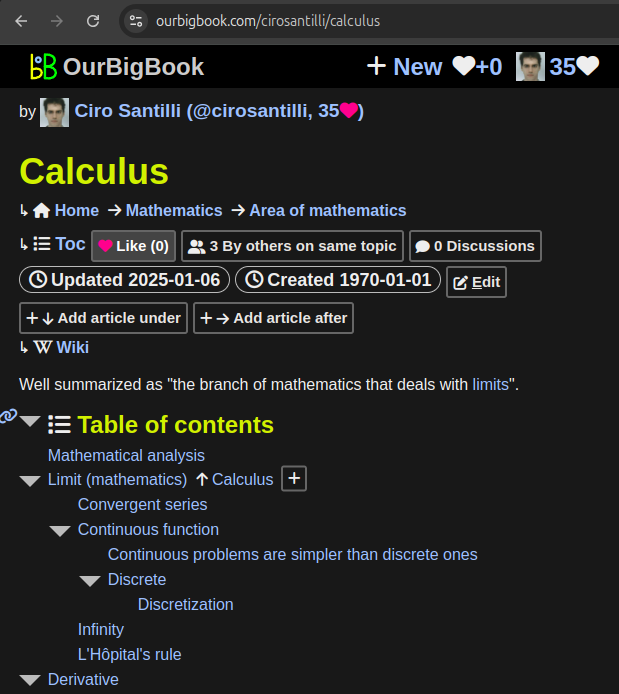 ourbigbook.com/cirosantilli/calculus
OurBigBook + New +0 35
by Ciro Santilli (@cirosantilli, 35)
Calculus
↳ Home → Mathematics → Area of mathematics
↳ Toc Like (0) 3 By others on same topic 0 Discussions
Updated 2025-01-06 Created 1970-01-01 Edit
+ ↓ Add article under + → Add article after
↳ W Wiki
Well summarized as "the branch of mathematics that deals with limits".
Table of contents
Mathematical analysis
Limit (mathematics) ↑ Calculus +
Convergent series
Continuous function
Continuous problems are simpler than discrete ones
Discrete
Discretization
Infinity
L'Hôpital's rule
Derivative